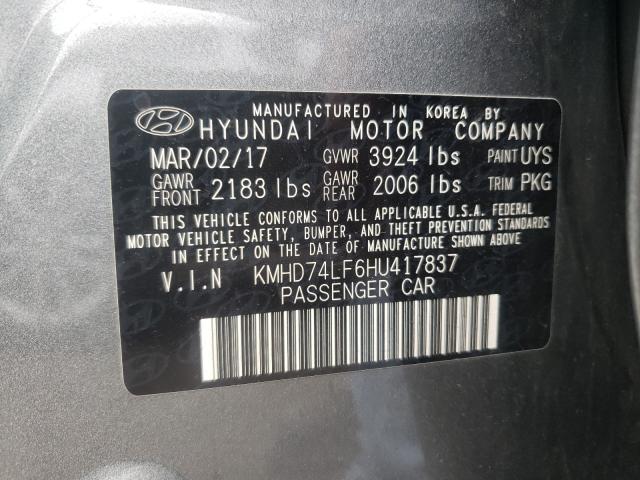 MANUFACTURED IN KOREA BY
HYUNDAI MOTOR COMPANY
MAR/02/17 GVWR 3924 lbs PAINT UYS
GAWR FRONT 2183 lbs GAWR REAR 2006 lbs TRIM PKG
THIS VEHICLE CONFORMS TO ALL APPLICABLE U.S.A. FEDERAL
MOTOR VEHICLE SAFETY, BUMPER, AND THEFT PREVENTION STANDARDS
IN EFFECT ON THE DATE OF MANUFACTURE SHOWN ABOVE.
V.I.N KMHD74LF6HU417837
PASSENGER CAR